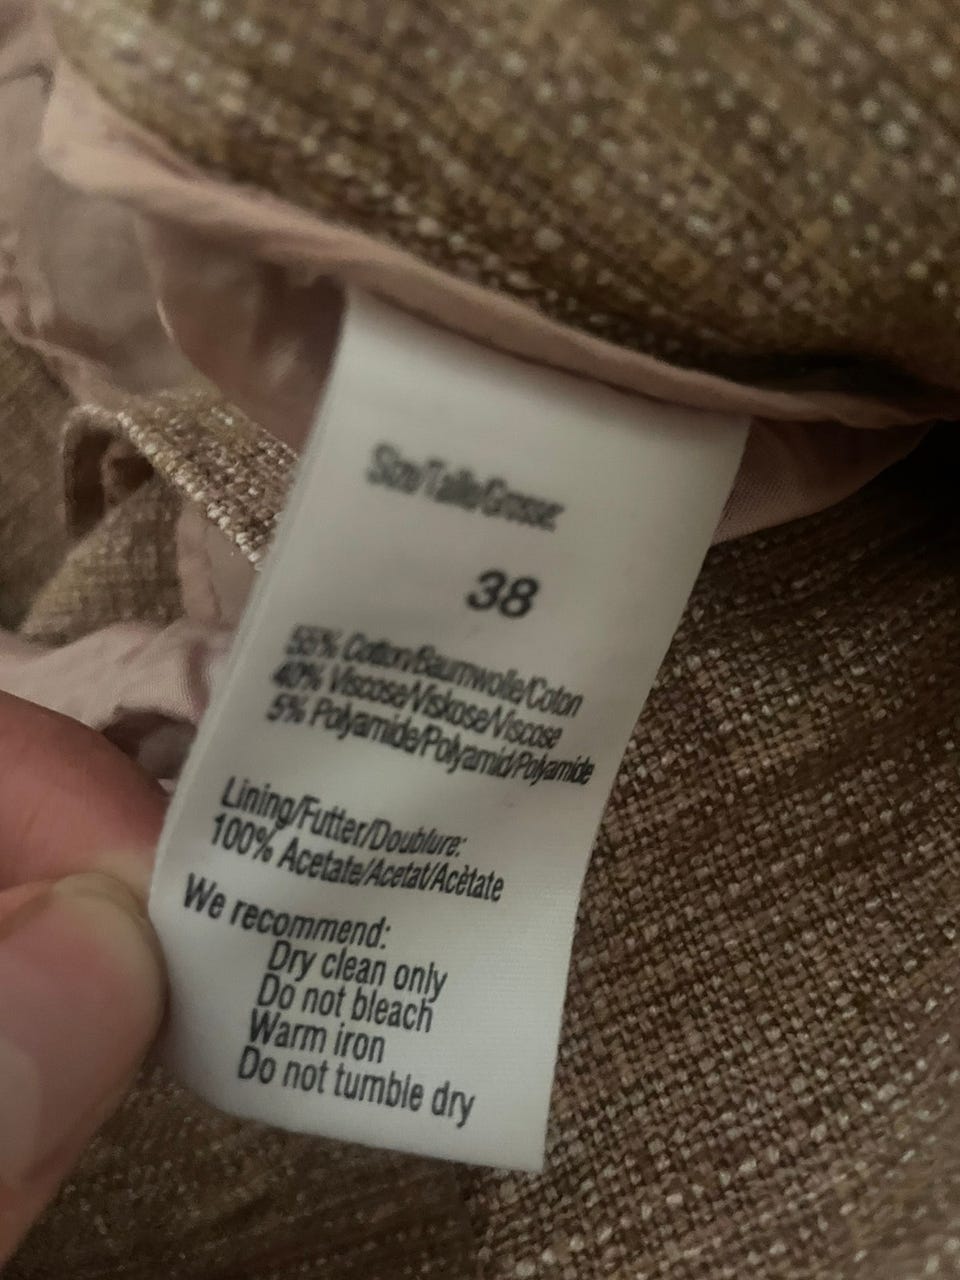 Size/Taille/Grosse:
38
55% Cotton/Baumwolle/Coton
40% Viscose/Viskose/Viscose
5% Polyamide/Polyamid/Polyamide
Lining/Futter/Doublure:
100% Acetate/Acetat/Acètate
We recommend:
Dry clean only
Do not bleach
Warm iron
Do not tumble dry